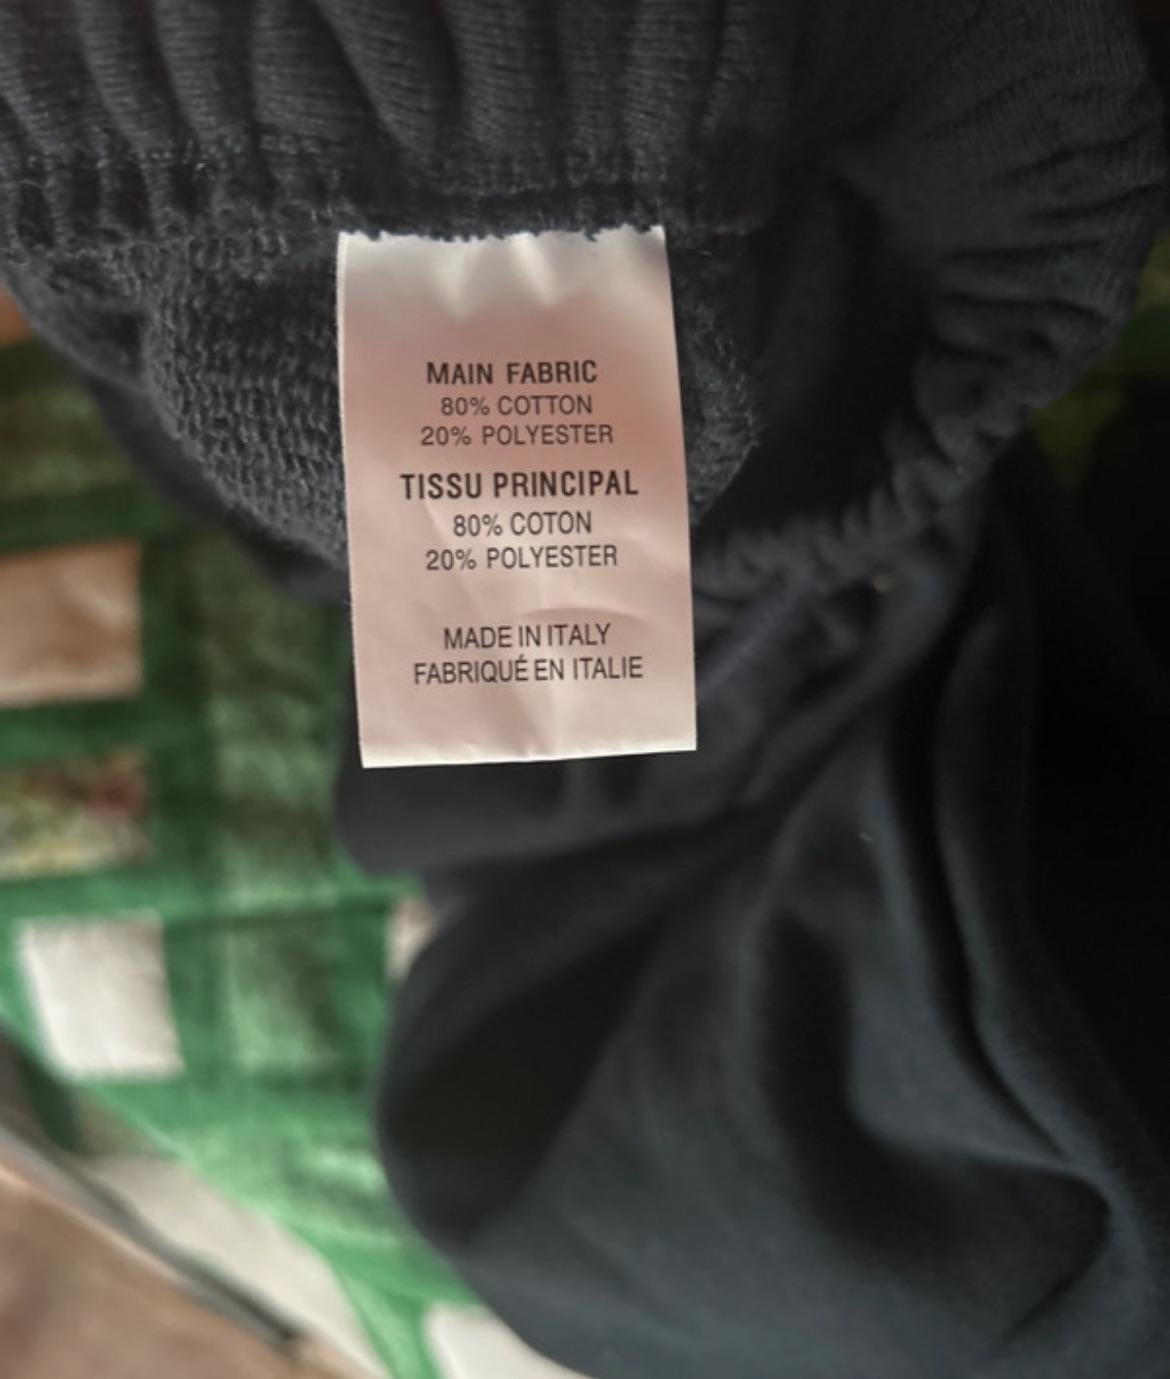 MAIN FABRIC
80% COTTON
20% POLYESTER
TISSU PRINCIPAL
80% COTON
20% POLYESTER
MADE IN ITALY
FABRIQUÉ EN ITALIE